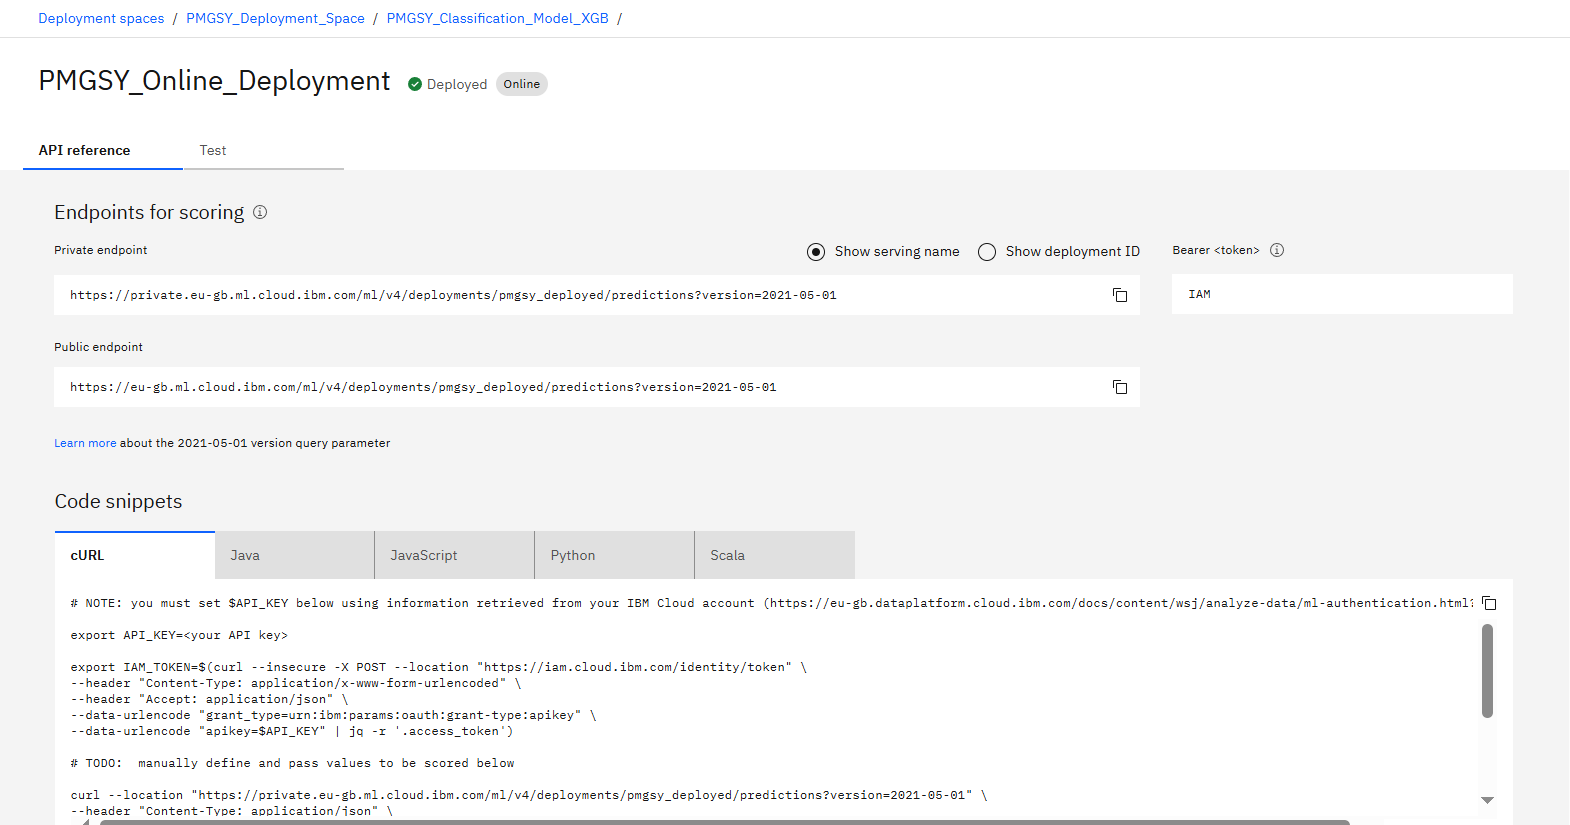 Deployment spaces / PMGSY_Deployment_Space / PMGSY_Classification_Model_XGB /
PMGSY_Online_Deployment Deployed Online
API reference Test
Endpoints for scoring
Private endpoint Show serving name Show deployment ID Bearer <token>
https://private.eu-gb.ml.cloud.ibm.com/ml/v4/deployments/pmgsy_deployed/predictions?version=2021-05-01 IAM
Public endpoint
https://eu-gb.ml.cloud.ibm.com/ml/v4/deployments/pmgsy_deployed/predictions?version=2021-05-01
Learn more about the 2021-05-01 version query parameter
Code snippets
cURL Java JavaScript Python Scala
# NOTE: you must set $API_KEY below using information retrieved from your IBM Cloud account (https://eu-gb.dataplatform.cloud.ibm.com/docs/content/wsj/analyze-data/ml-authentication.html?
export API_KEY=<your API key>
export IAM_TOKEN=$(curl --insecure -X POST --location "https://iam.cloud.ibm.com/identity/token" \
--header "Content-Type: application/x-www-form-urlencoded" \
--header "Accept: application/json" \
--data-urlencode "grant_type=urn:ibm:params:oauth:grant-type:apikey" \
--data-urlencode "apikey=$API_KEY" | jq -r '.access_token')
# TODO:  manually define and pass values to be scored below
curl --location "https://private.eu-gb.ml.cloud.ibm.com/ml/v4/deployments/pmgsy_deployed/predictions?version=2021-05-01" \
--header "Content-Type: application/json" \